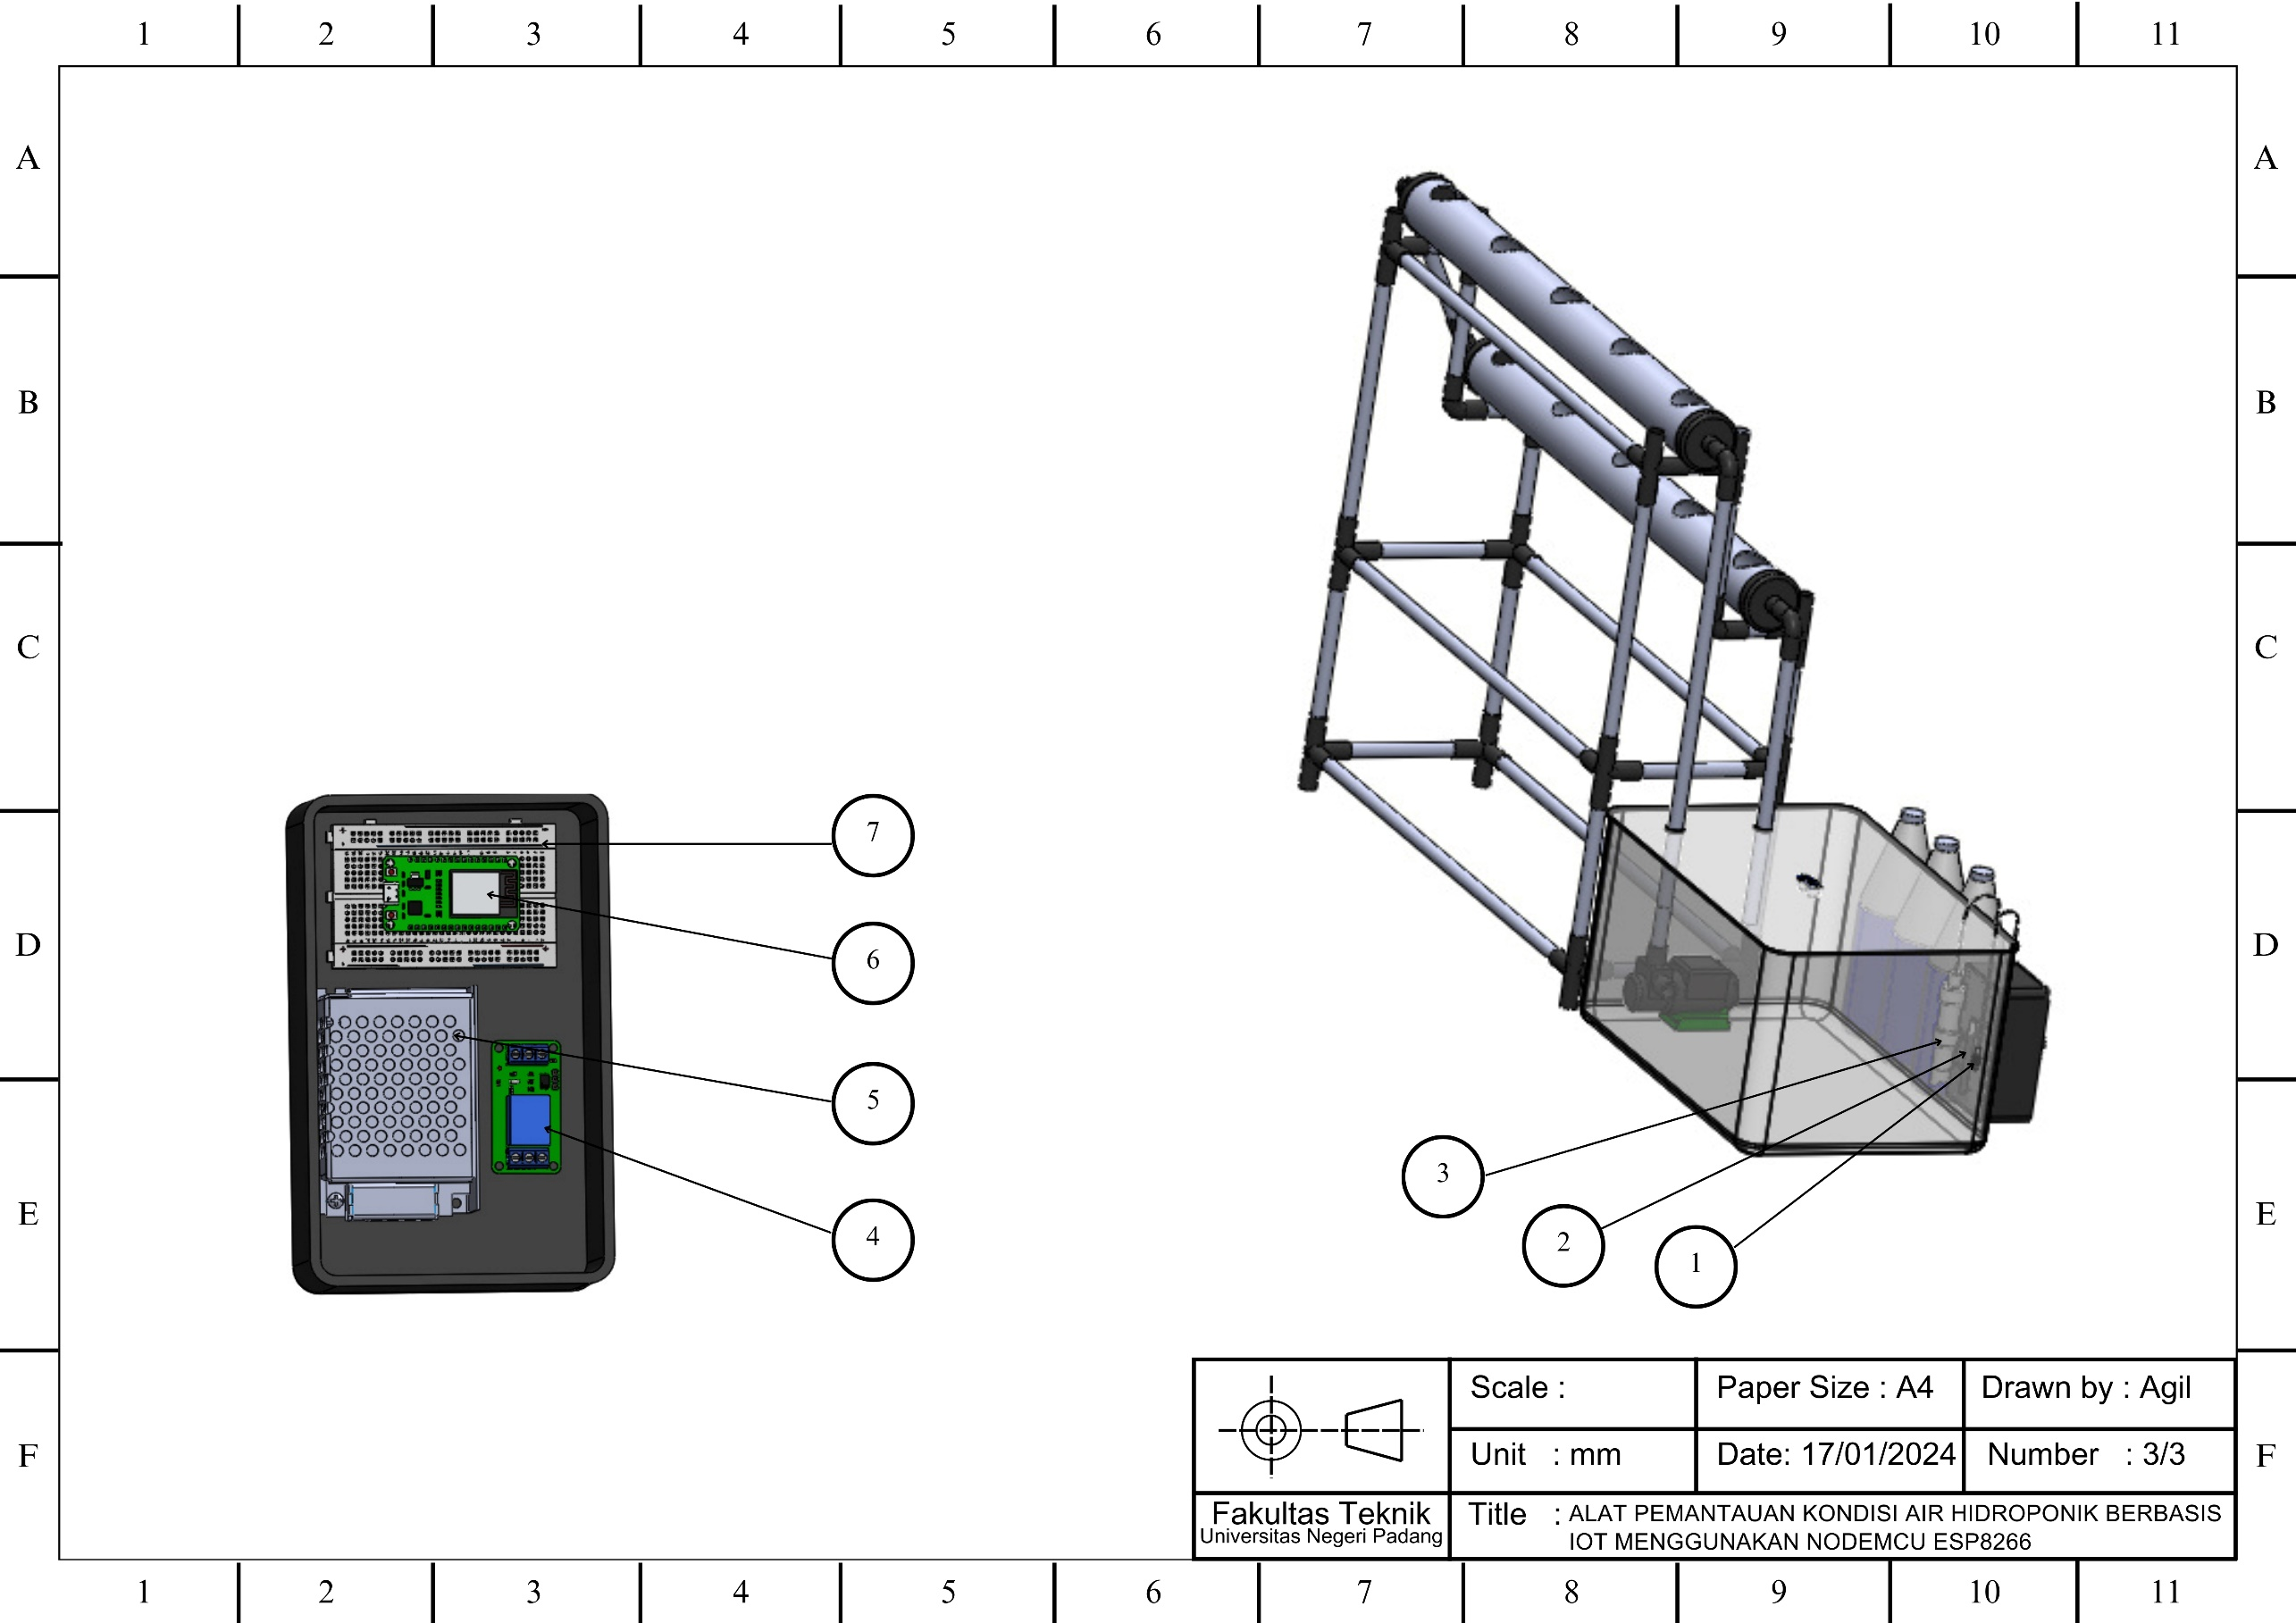 1 2 3 4 5 6 7 8 9 10 11
A A
B B
C C
7
D D
6
5
3
4
2
E E
1
Scale :
Paper Size : A4
Drawn by : Agil
Unit : mm
Date: 17/01/2024
Number : 3/3
F F
Fakultas Teknik
Universitas Negeri Padang
Title : ALAT PEMANTAUAN KONDISI AIR HIDROPONIK BERBASIS
IOT MENGGUNAKAN NODEMCU ESP8266
1 2 3 4 5 6 7 8 9 10 11